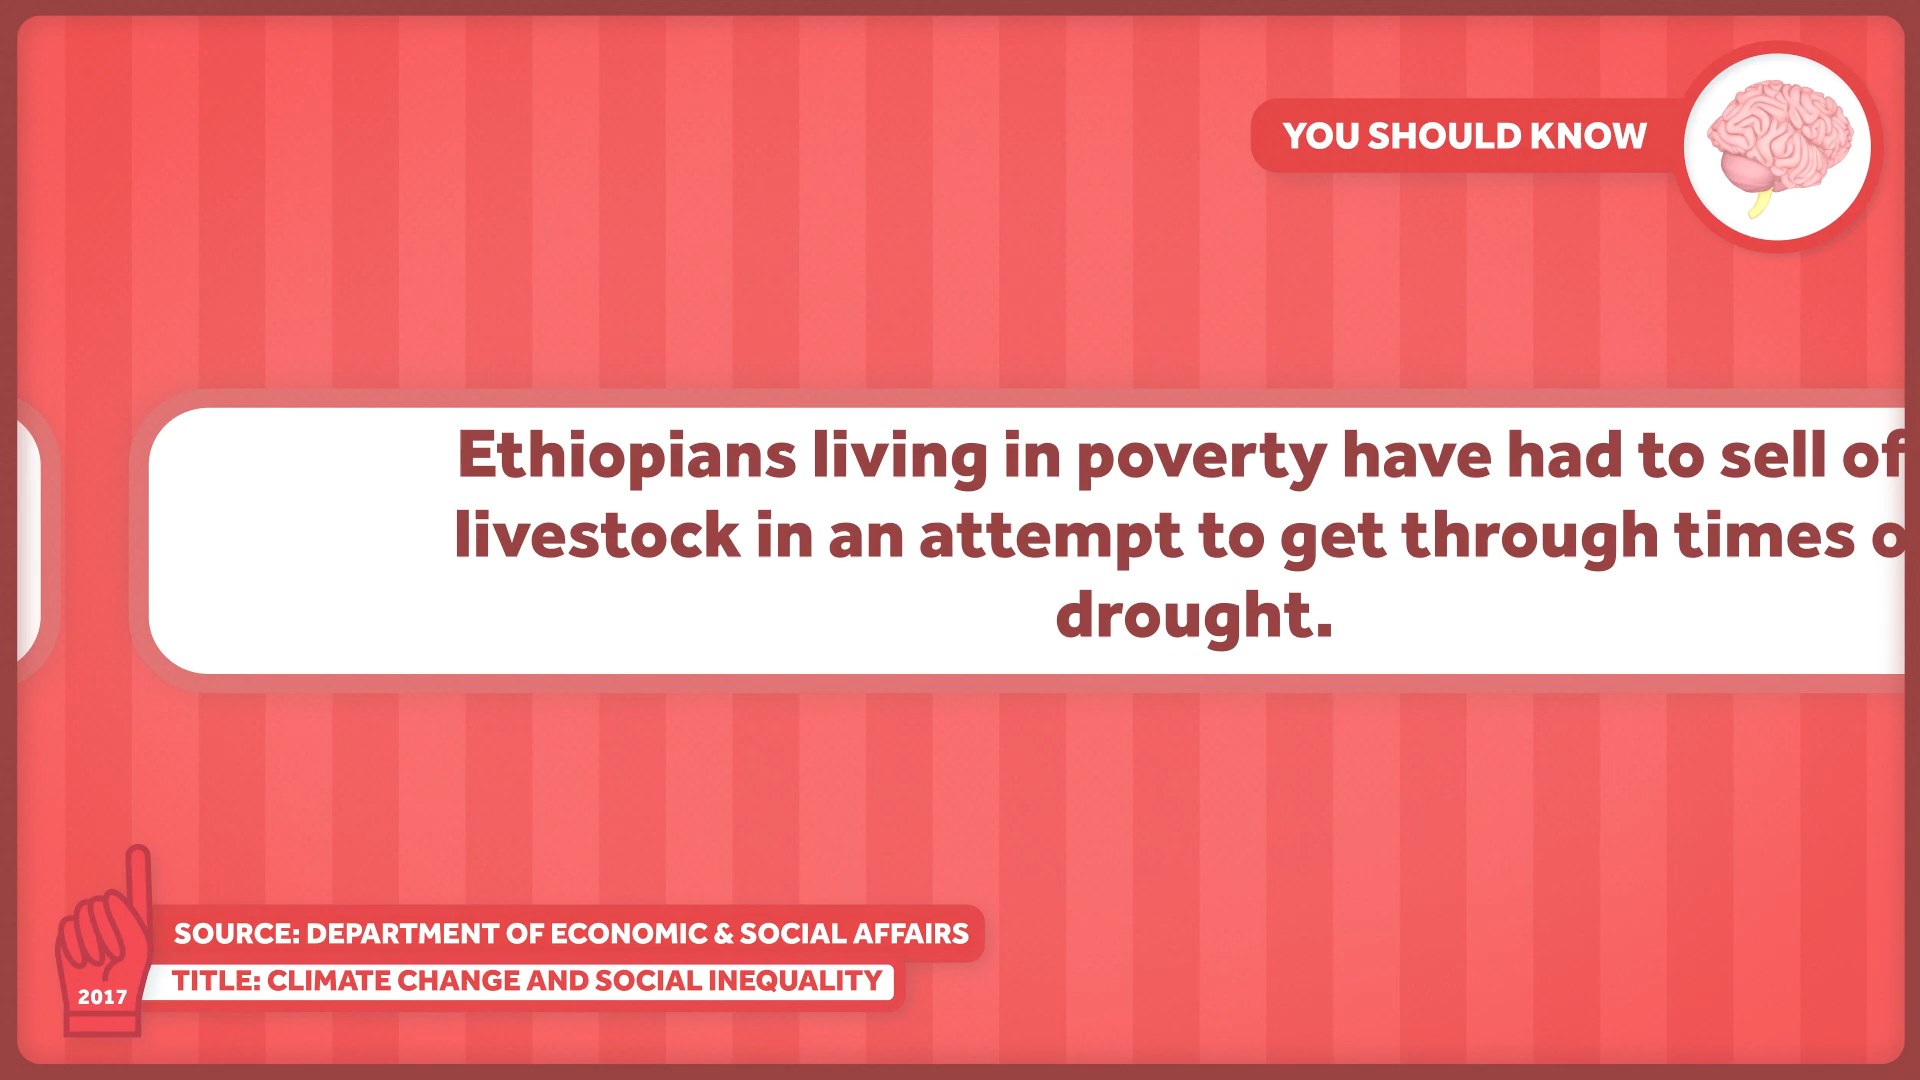 YOU SHOULD KNOW
Ethiopians living in poverty have had to sell of
livestock in an attempt to get through times o
drought.
SOURCE: DEPARTMENT OF ECONOMIC & SOCIAL AFFAIRS
TITLE: CLIMATE CHANGE AND SOCIAL INEQUALITY
2017